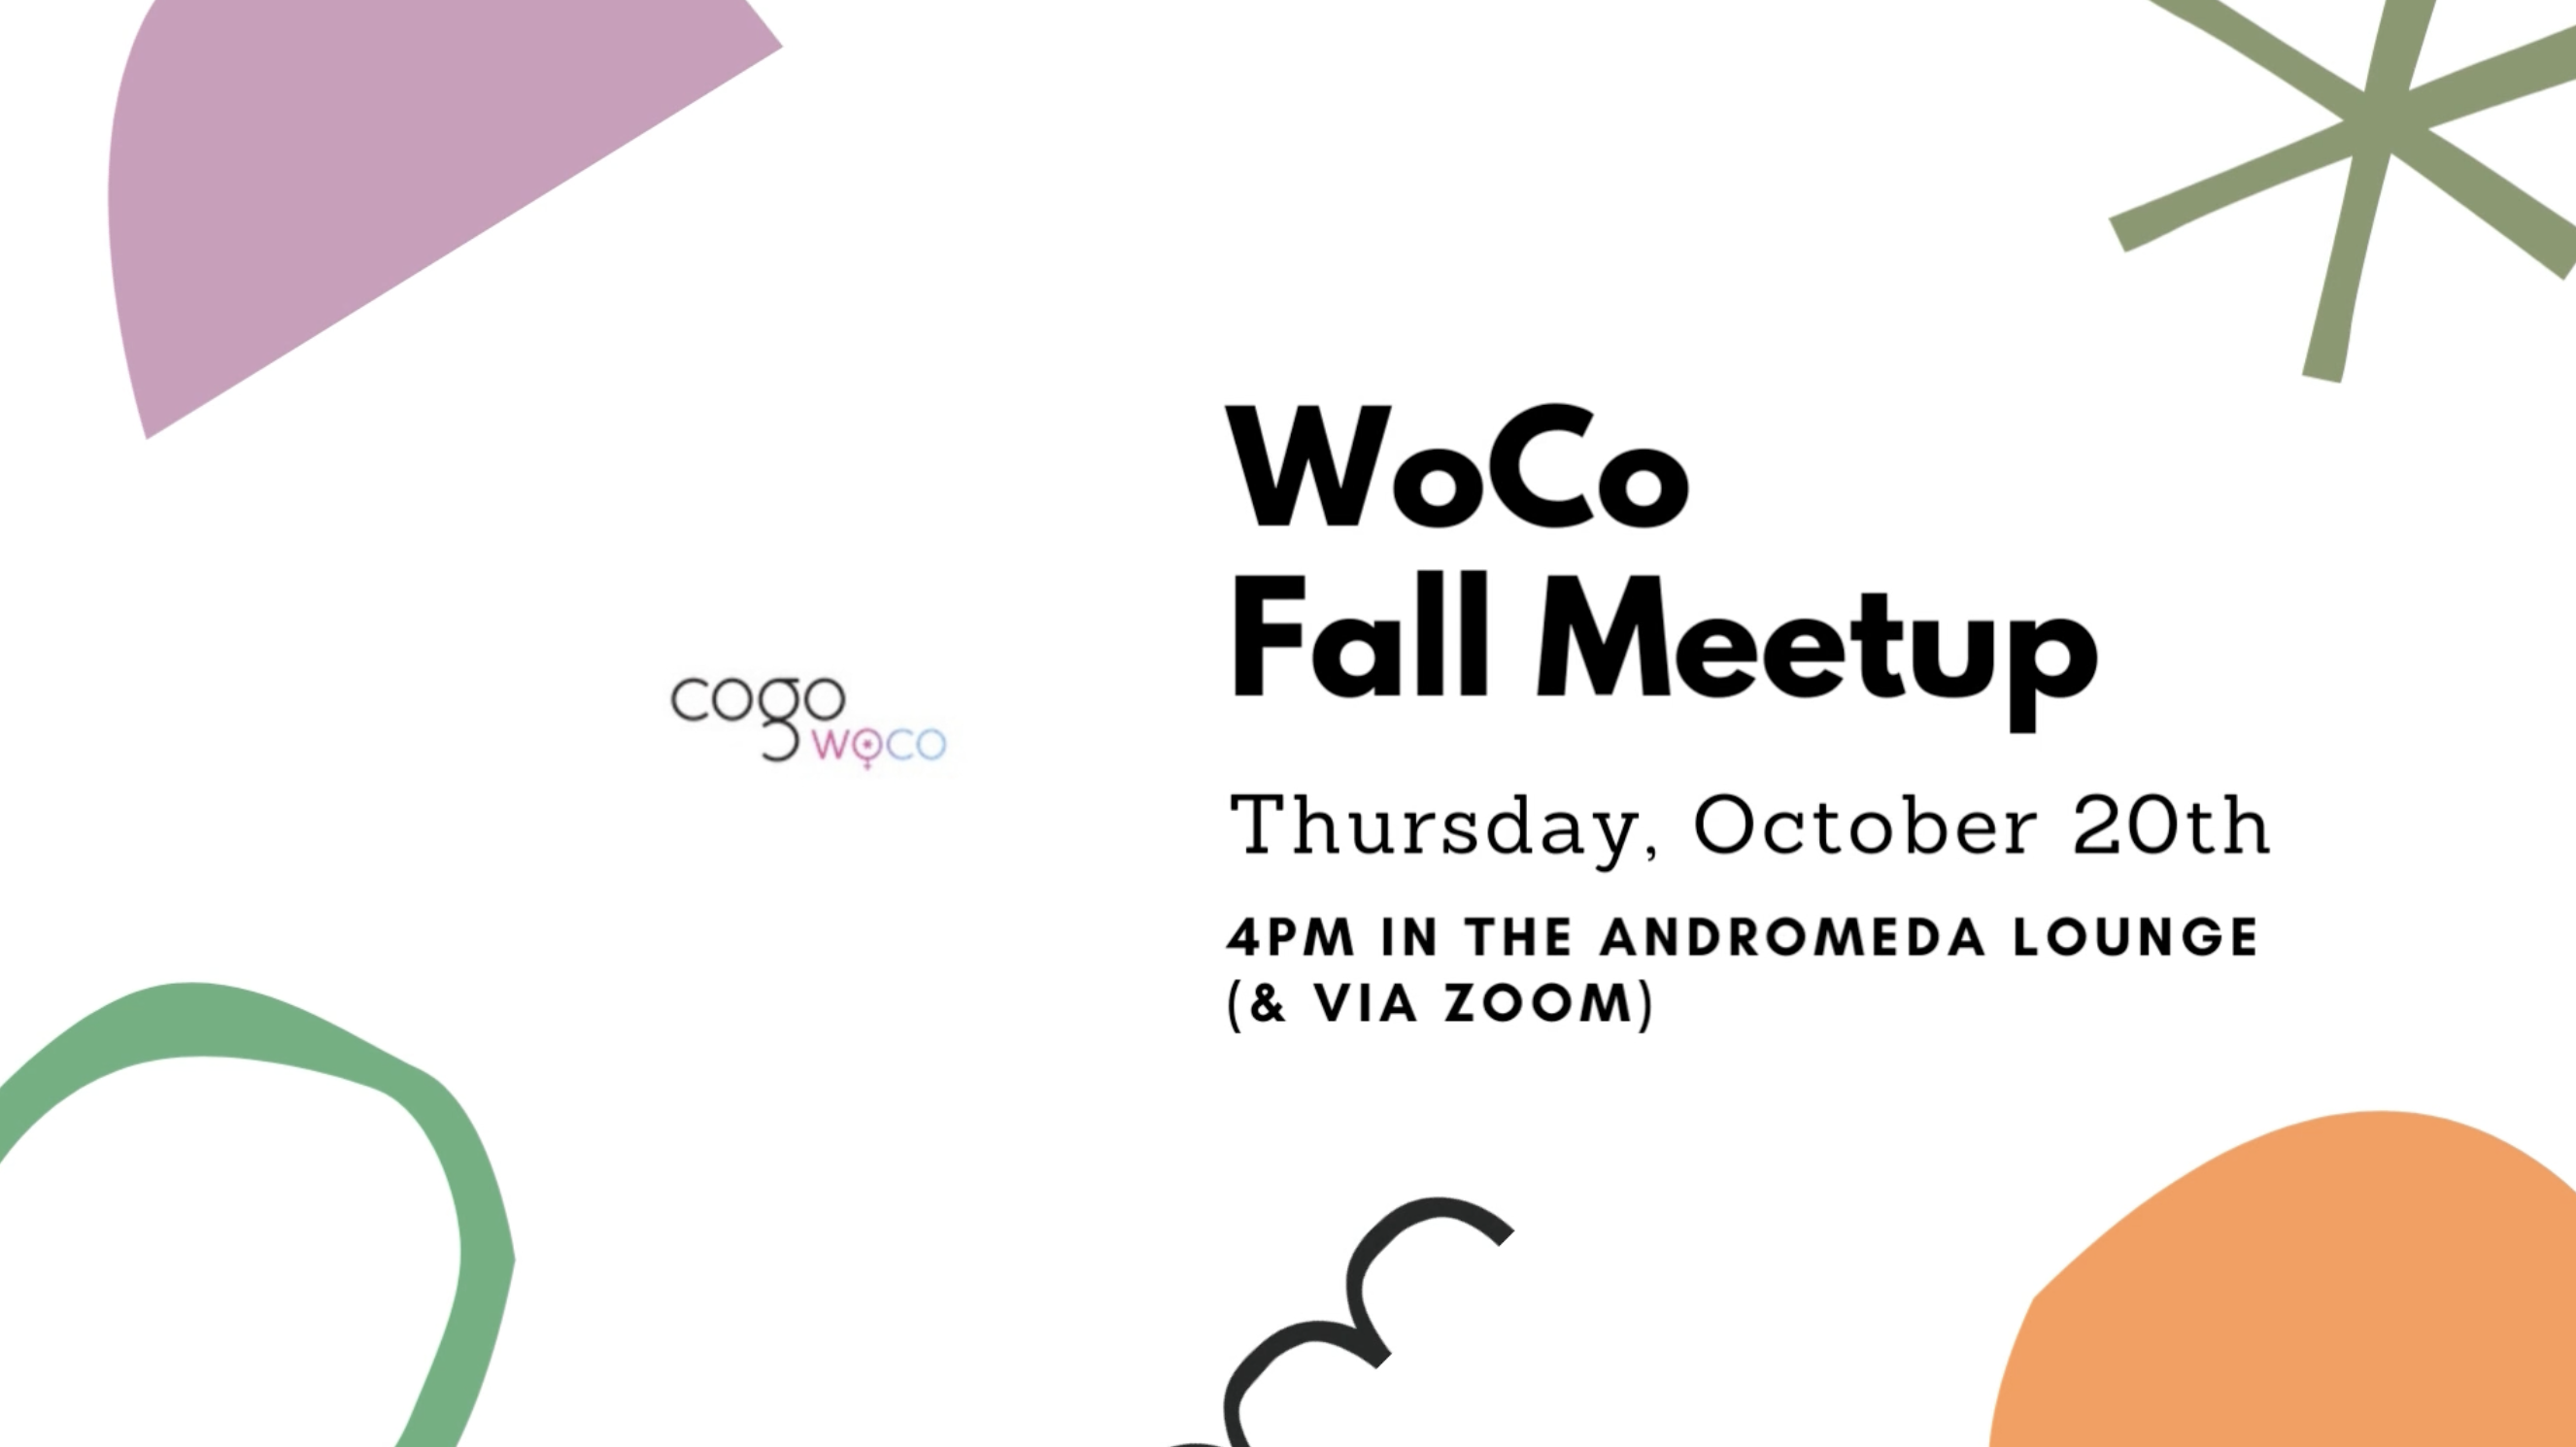 WoCo
Fall Meetup
cogo
woco
Thursday, October 20th
4PM IN THE ANDROMEDA LOUNGE
(& VIA ZOOM)